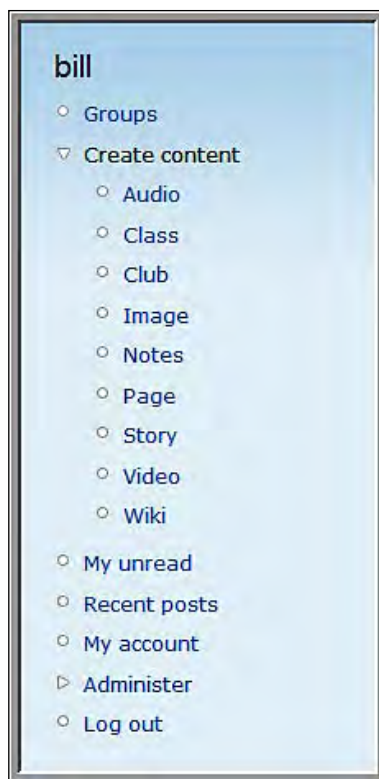 bill
Groups
Create content
Audio
Class
Club
Image
Notes
Page
Story
Video
Wiki
My unread
Recent posts
My account
Administer
Log out